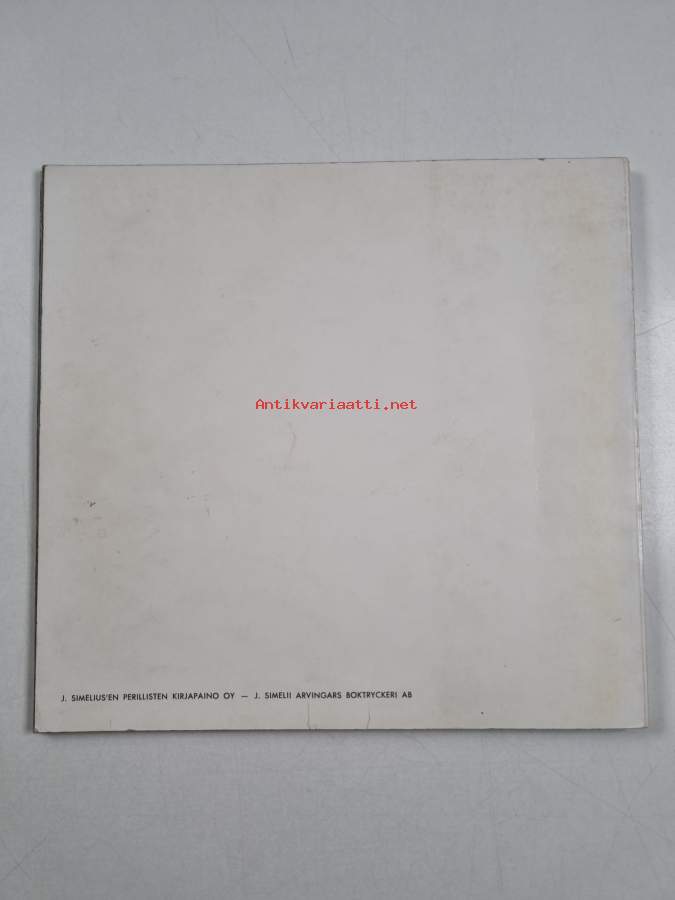 Antikvariaatti.net
J. SIMELIUS'EN PERILLISTEN KIRJAPAINO OY — J. SIMELII ARVINGARS BOKTRYCKERI AB